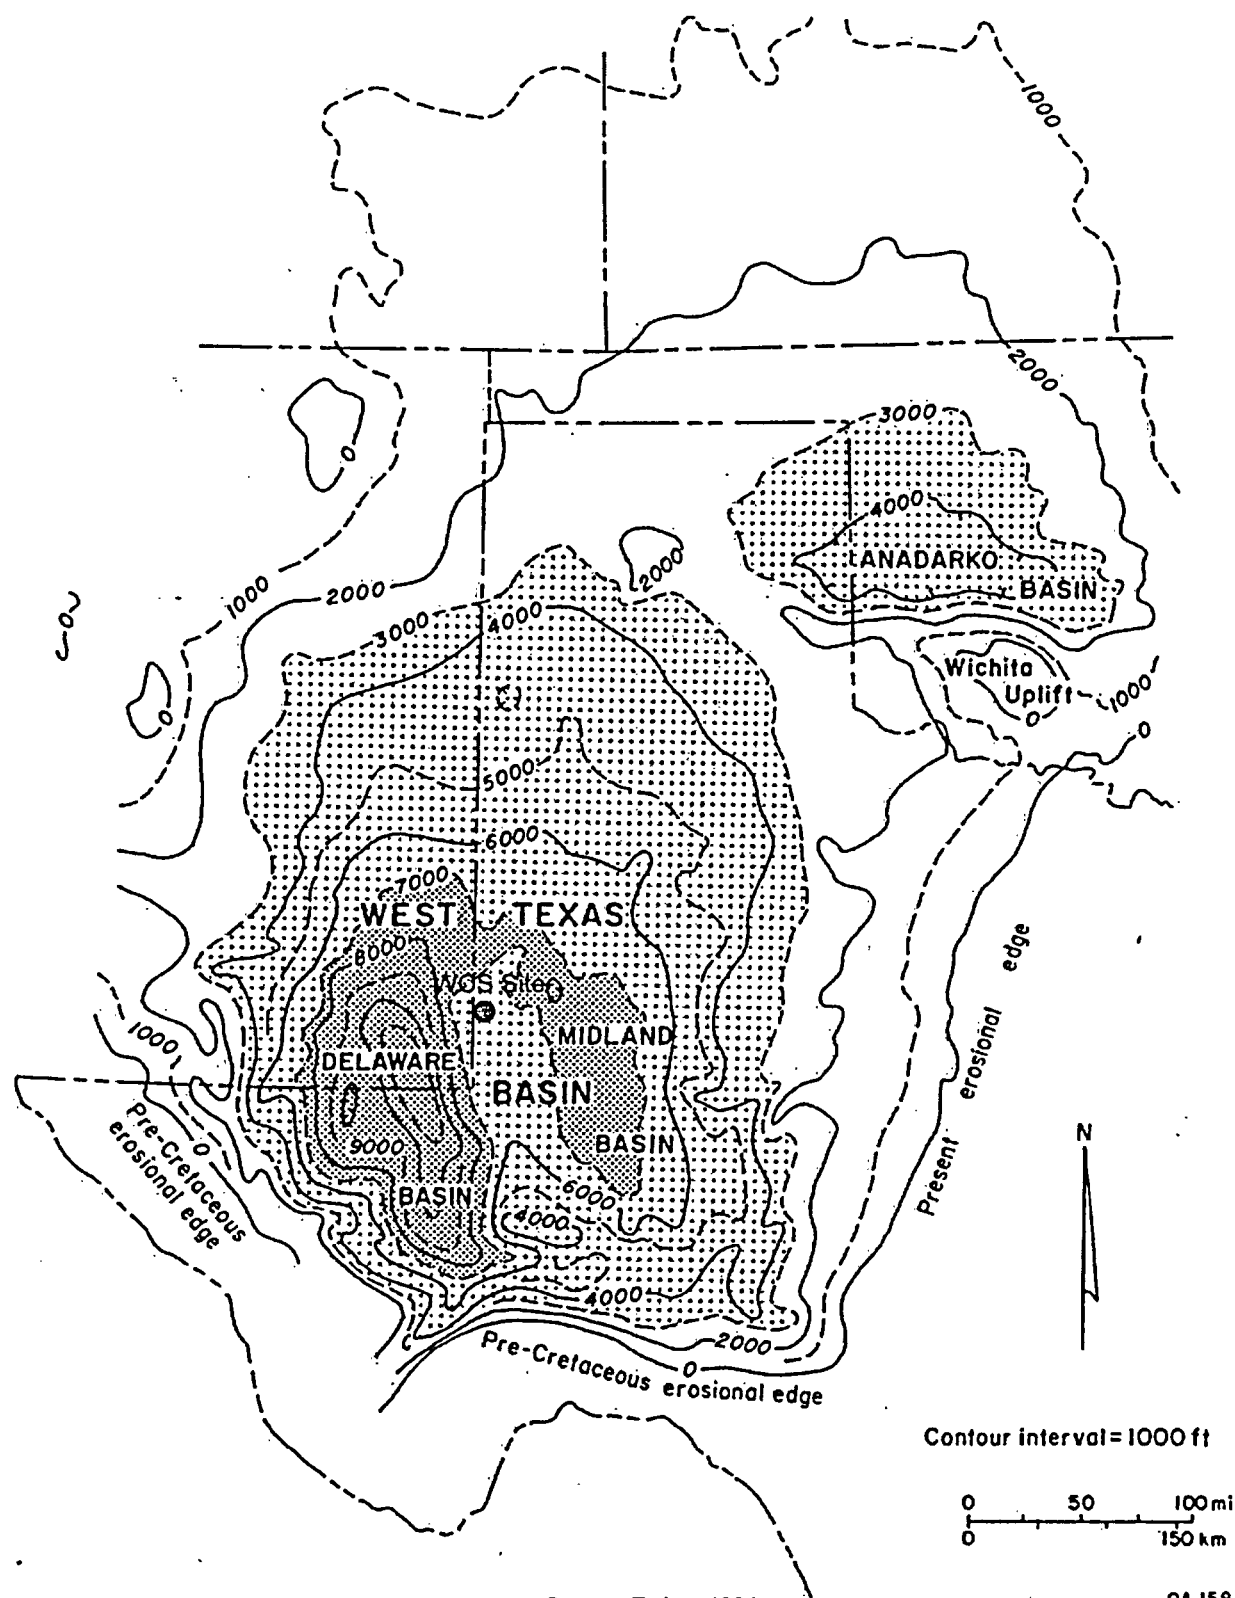 1000
2000
3000
4000
ANADARKO
BASIN
0
2000
1000
2000
3000
4000
0
Wichita
Uplift
1000
0
0
0
5000
6000
7000
WEST TEXAS
8000
WCS Site
edge
1000
MIDLAND
DELAWARE
erosional
BASIN
Pre-Cretaceous
erosional edge
0
9000
BASIN
N
BASIN
6000
4000
Present
4000
2000
Pre-Cretaceous erosional edge
0
Contour interval = 1000 ft
0 50 100 mi
0 150 km